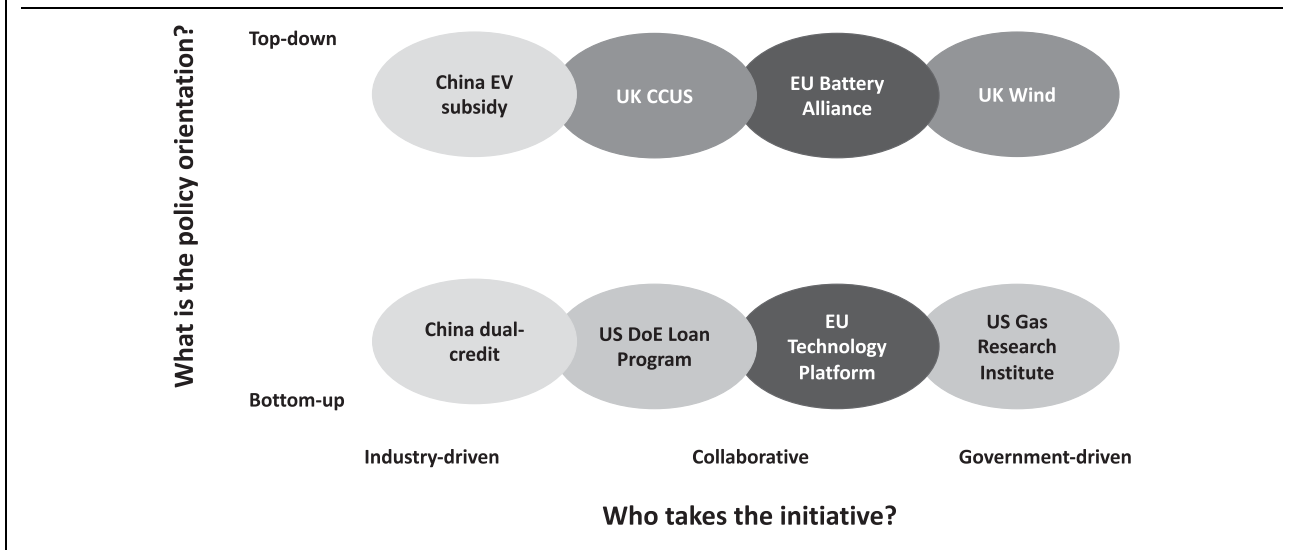 What is the policy orientation?
Top-down
China EV
subsidy
UK CCUS
EU Battery
Alliance
UK Wind
China dual-
credit
US DoE Loan
Program
EU
Technology
Platform
US Gas
Research
Institute
Bottom-up
Industry-driven
Collaborative
Government-driven
Who takes the initiative?